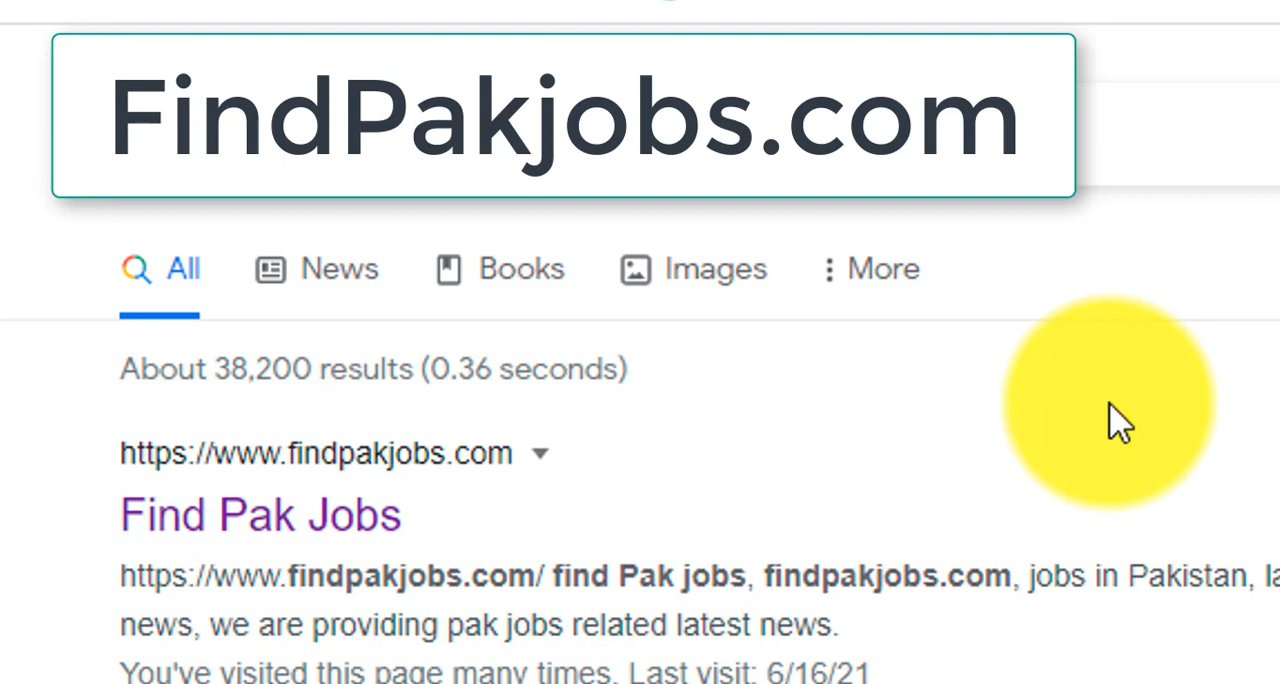 FindPakjobs.com
All News Books Images More
About 38,200 results (0.36 seconds)
https://www.findpakjobs.com
Find Pak Jobs
https://www.findpakjobs.com/ find Pak jobs, findpakjobs.com, jobs in Pakistan,
news, we are providing pak jobs related latest news.
You've visited this page many times. Last visit: 6/16/21